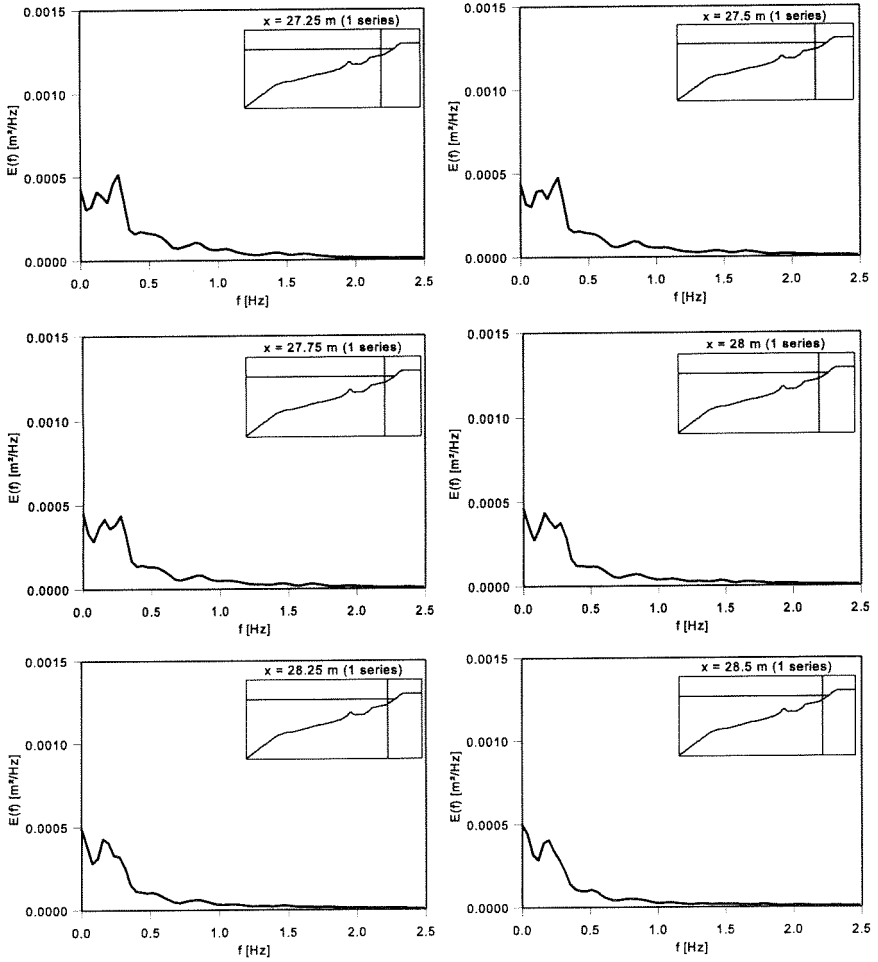 x = 27.25 m (1 series)
0.0015
0.0010
0.0005
0.0000
E(f) [m²/Hz]
0.0 0.5 1.0 1.5 2.0 2.5
f [Hz]
x = 27.5 m (1 series)
0.0015
0.0010
0.0005
0.0000
E(f) [m²/Hz]
0.0 0.5 1.0 1.5 2.0 2.5
f [Hz]
x = 27.75 m (1 series)
0.0015
0.0010
0.0005
0.0000
E(f) [m²/Hz]
0.0 0.5 1.0 1.5 2.0 2.5
f [Hz]
x = 28 m (1 series)
0.0015
0.0010
0.0005
0.0000
E(f) [m²/Hz]
0.0 0.5 1.0 1.5 2.0 2.5
f [Hz]
x = 28.25 m (1 series)
0.0015
0.0010
0.0005
0.0000
E(f) [m²/Hz]
0.0 0.5 1.0 1.5 2.0 2.5
f [Hz]
x = 28.5 m (1 series)
0.0015
0.0010
0.0005
0.0000
E(f) [m²/Hz]
0.0 0.5 1.0 1.5 2.0 2.5
f [Hz]